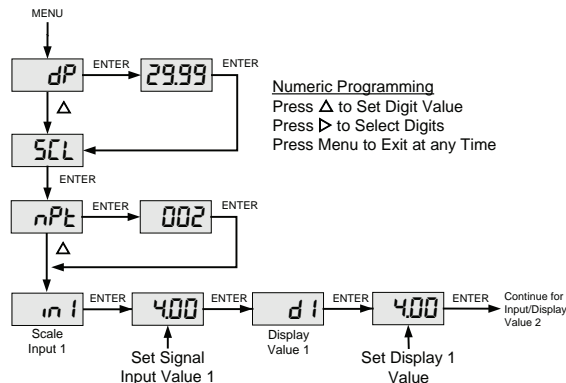 MENU
dP ENTER 29.99 ENTER
Numeric Programming
Press Δ to Set Digit Value
Press ▷ to Select Digits
Press Menu to Exit at any Time
Δ
SCL
ENTER
nPt ENTER 002 ENTER
Δ
in 1 ENTER 4.00 ENTER d 1 ENTER 4.00 ENTER Continue for
Input/Display
Value 2
Scale
Input 1
Display
Value 1
Set Signal
Input Value 1
Set Display 1
Value